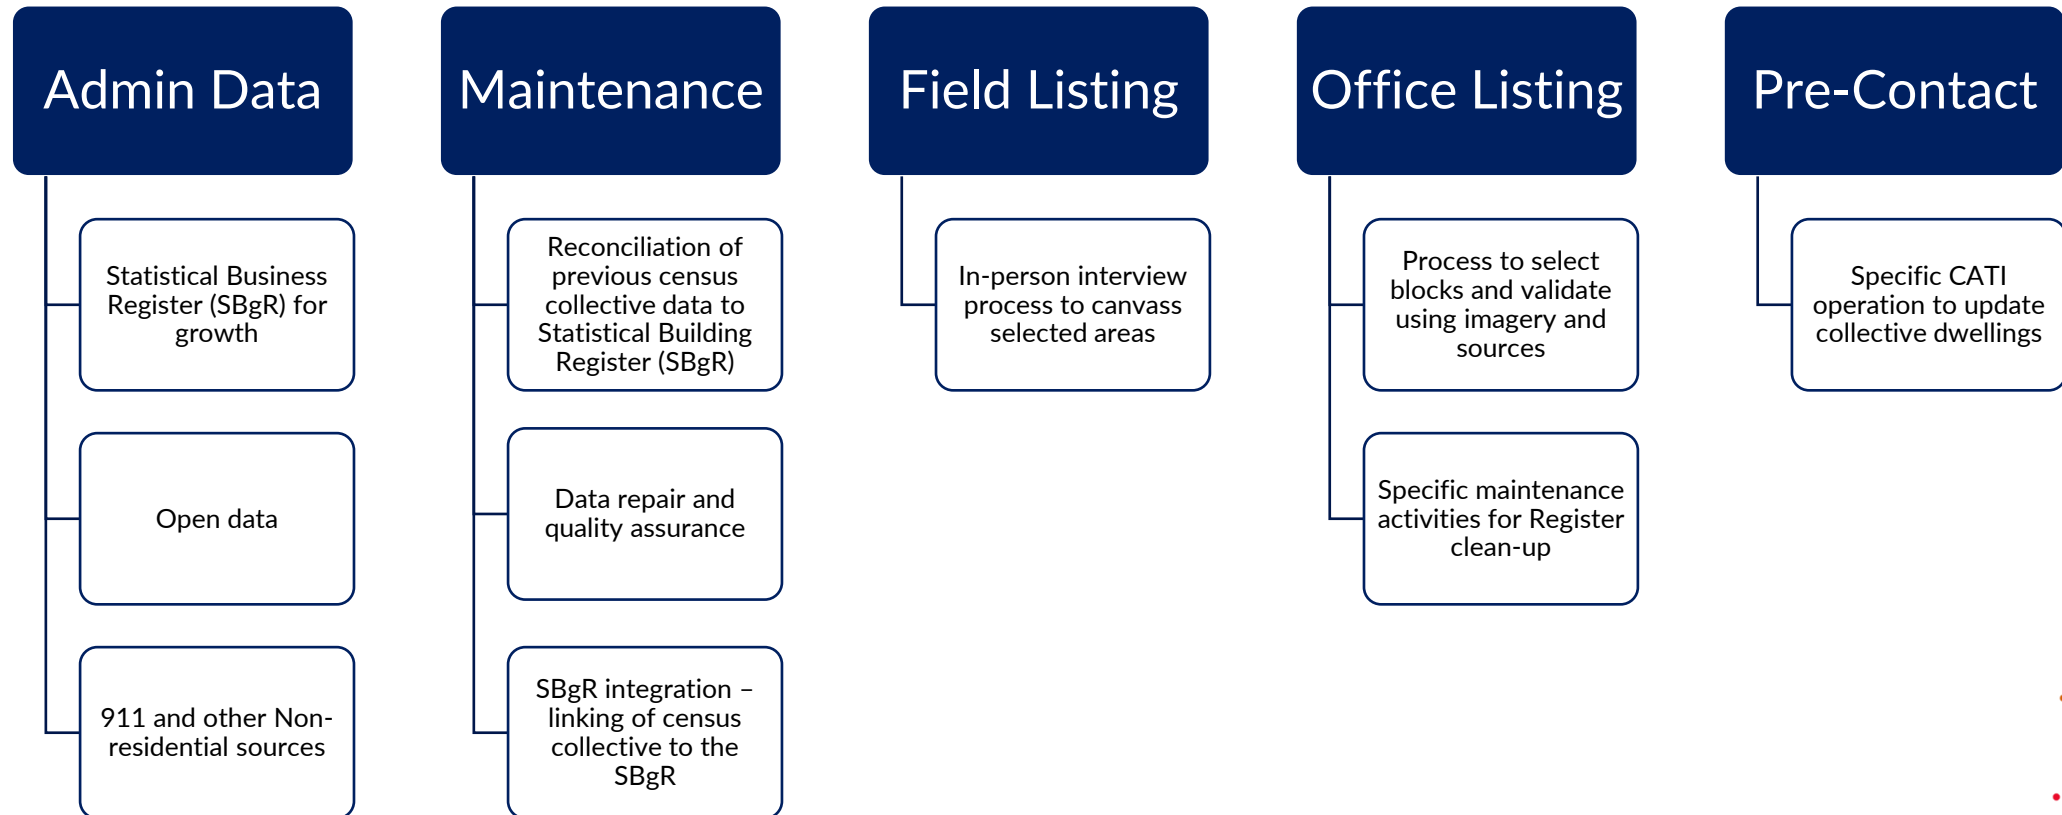 Admin Data
Statistical Business
Register (SBgR) for
growth
Open data
911 and other Non-
residential sources
Maintenance
Reconciliation of
previous census
collective data to
Statistical Building
Register (SBgR)
Data repair and
quality assurance
SBgR integration –
linking of census
collective to the
SBgR
Field Listing
In-person interview
process to canvass
selected areas
Office Listing
Process to select
blocks and validate
using imagery and
sources
Specific maintenance
activities for Register
clean-up
Pre-Contact
Specific CATI
operation to update
collective dwellings